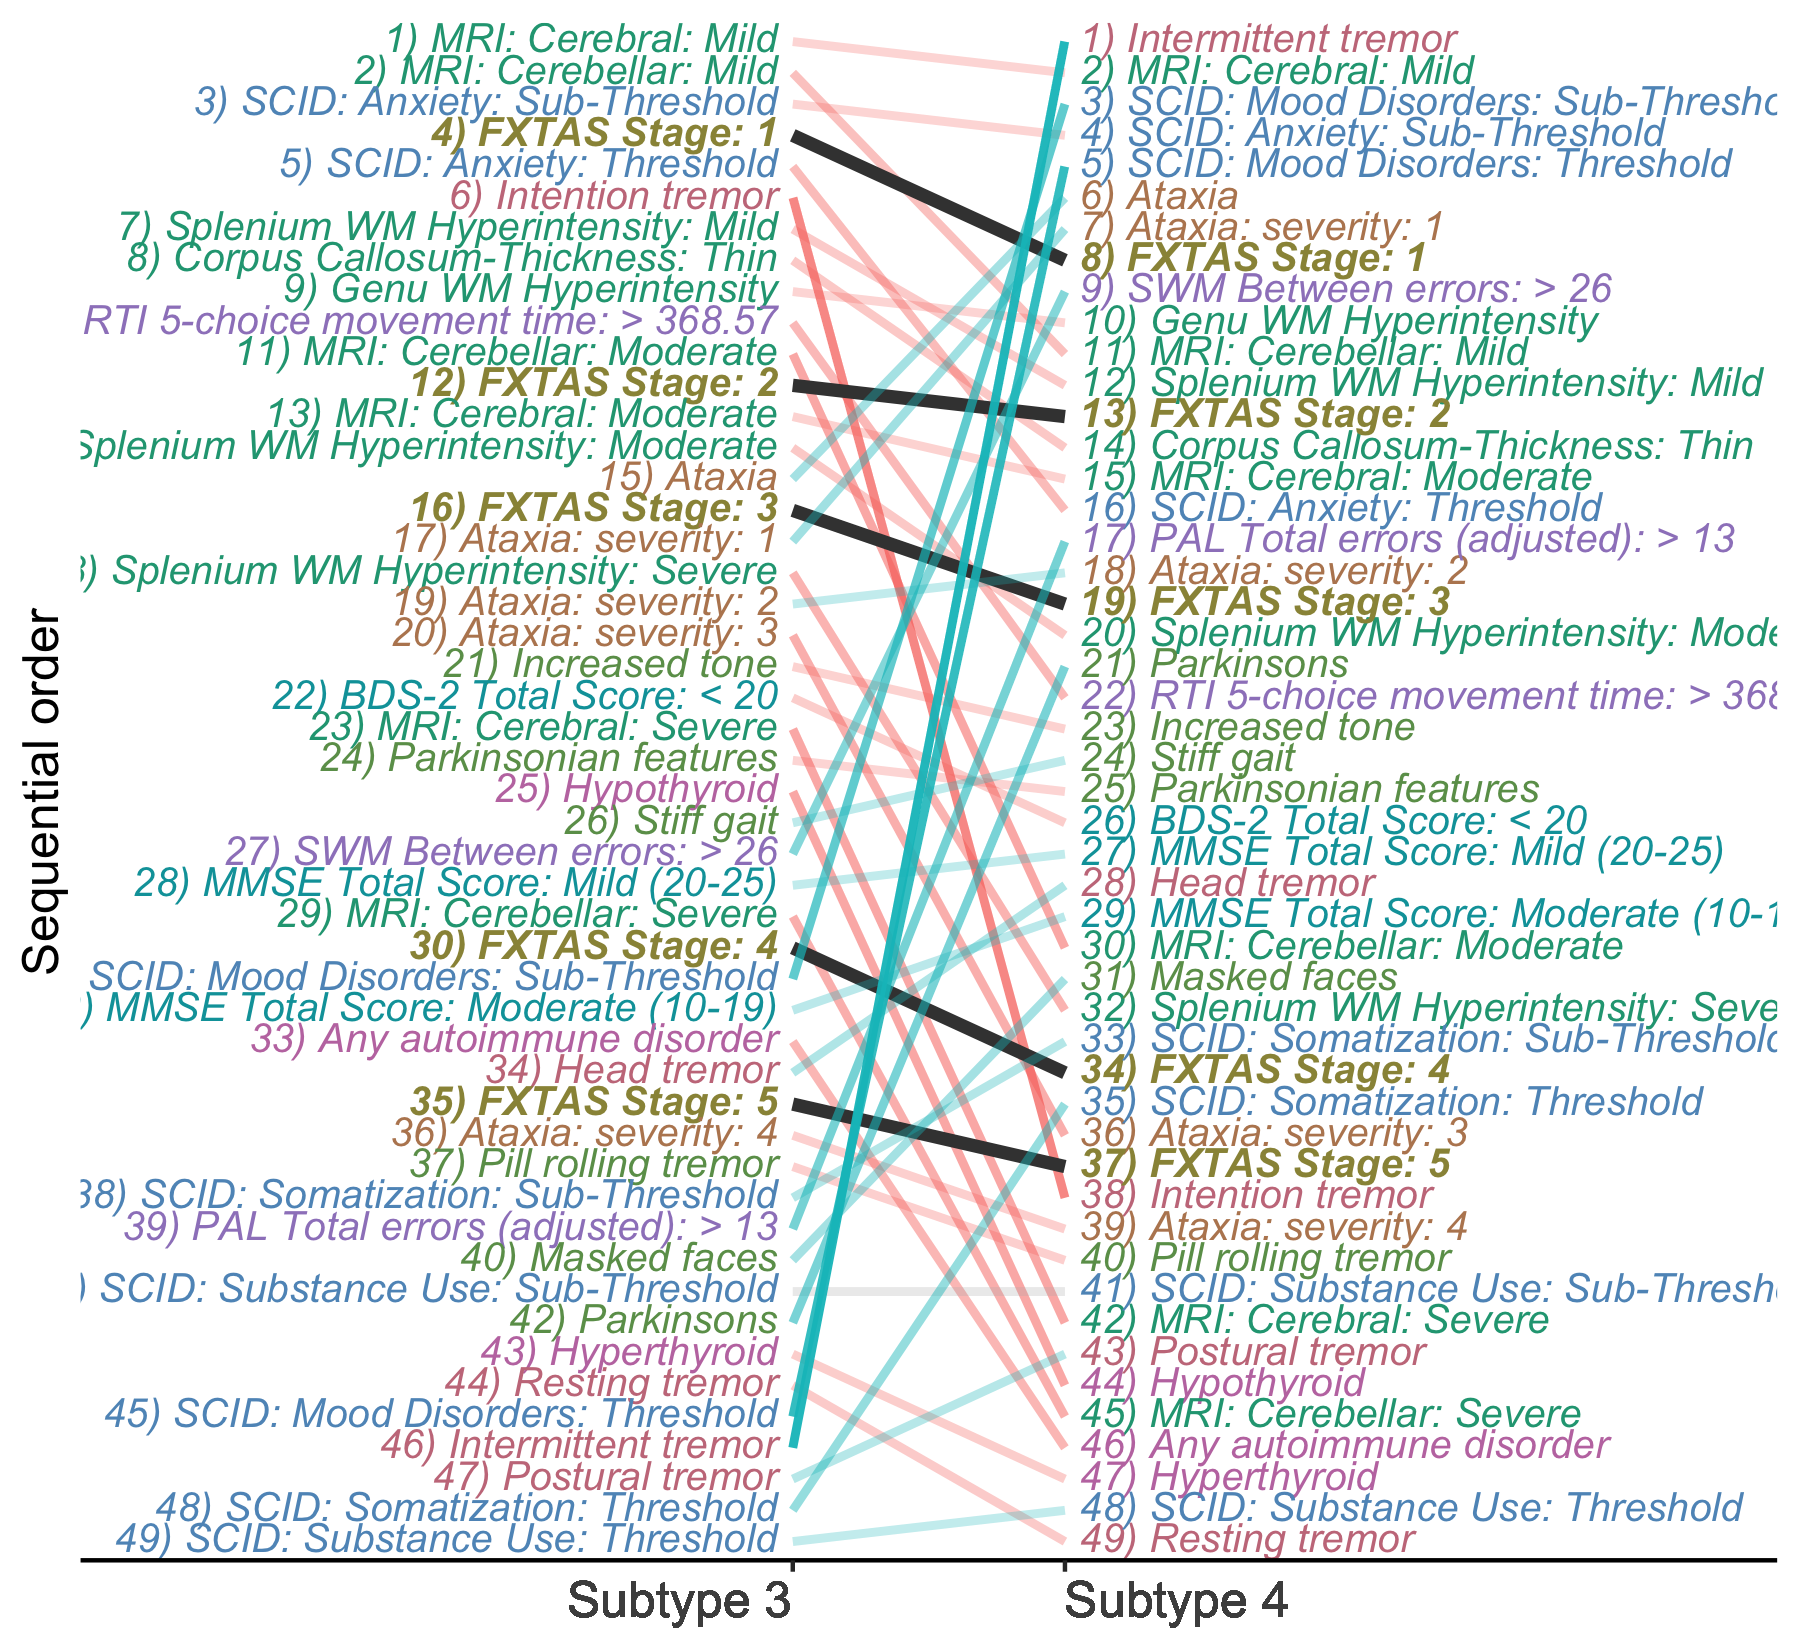 Sequential order
1) MRI: Cerebral: Mild
2) MRI: Cerebellar: Mild
3) SCID: Anxiety: Sub-Threshold
4) FXTAS Stage: 1
5) SCID: Anxiety: Threshold
6) Intention tremor
7) Splenium WM Hyperintensity: Mild
8) Corpus Callosum-Thickness: Thin
9) Genu WM Hyperintensity
RTI 5-choice movement time: > 368.57
11) MRI: Cerebellar: Moderate
12) FXTAS Stage: 2
13) MRI: Cerebral: Moderate
Splenium WM Hyperintensity: Moderate
15) Ataxia
16) FXTAS Stage: 3
17) Ataxia: severity: 1
) Splenium WM Hyperintensity: Severe
19) Ataxia: severity: 2
20) Ataxia: severity: 3
21) Increased tone
22) BDS-2 Total Score: < 20
23) MRI: Cerebral: Severe
24) Parkinsonian features
25) Hypothyroid
26) Stiff gait
27) SWM Between errors: > 26
28) MMSE Total Score: Mild (20-25)
29) MRI: Cerebellar: Severe
30) FXTAS Stage: 4
SCID: Mood Disorders: Sub-Threshold
) MMSE Total Score: Moderate (10-19)
33) Any autoimmune disorder
34) Head tremor
35) FXTAS Stage: 5
36) Ataxia: severity: 4
37) Pill rolling tremor
38) SCID: Somatization: Sub-Threshold
39) PAL Total errors (adjusted): > 13
40) Masked faces
) SCID: Substance Use: Sub-Threshold
42) Parkinsons
43) Hyperthyroid
44) Resting tremor
45) SCID: Mood Disorders: Threshold
46) Intermittent tremor
47) Postural tremor
48) SCID: Somatization: Threshold
49) SCID: Substance Use: Threshold
1) Intermittent tremor
2) MRI: Cerebral: Mild
3) SCID: Mood Disorders: Sub-Thresho
4) SCID: Anxiety: Sub-Threshold
5) SCID: Mood Disorders: Threshold
6) Ataxia
7) Ataxia: severity: 1
8) FXTAS Stage: 1
9) SWM Between errors: > 26
10) Genu WM Hyperintensity
11) MRI: Cerebellar: Mild
12) Splenium WM Hyperintensity: Mild
13) FXTAS Stage: 2
14) Corpus Callosum-Thickness: Thin
15) MRI: Cerebral: Moderate
16) SCID: Anxiety: Threshold
17) PAL Total errors (adjusted): > 13
18) Ataxia: severity: 2
19) FXTAS Stage: 3
20) Splenium WM Hyperintensity: Mode
21) Parkinsons
22) RTI 5-choice movement time: > 368
23) Increased tone
24) Stiff gait
25) Parkinsonian features
26) BDS-2 Total Score: < 20
27) MMSE Total Score: Mild (20-25)
28) Head tremor
29) MMSE Total Score: Moderate (10-1
30) MRI: Cerebellar: Moderate
31) Masked faces
32) Splenium WM Hyperintensity: Seve
33) SCID: Somatization: Sub-Threshold
34) FXTAS Stage: 4
35) SCID: Somatization: Threshold
36) Ataxia: severity: 3
37) FXTAS Stage: 5
38) Intention tremor
39) Ataxia: severity: 4
40) Pill rolling tremor
41) SCID: Substance Use: Sub-Thresh
42) MRI: Cerebral: Severe
43) Postural tremor
44) Hypothyroid
45) MRI: Cerebellar: Severe
46) Any autoimmune disorder
47) Hyperthyroid
48) SCID: Substance Use: Threshold
49) Resting tremor
Subtype 3
Subtype 4